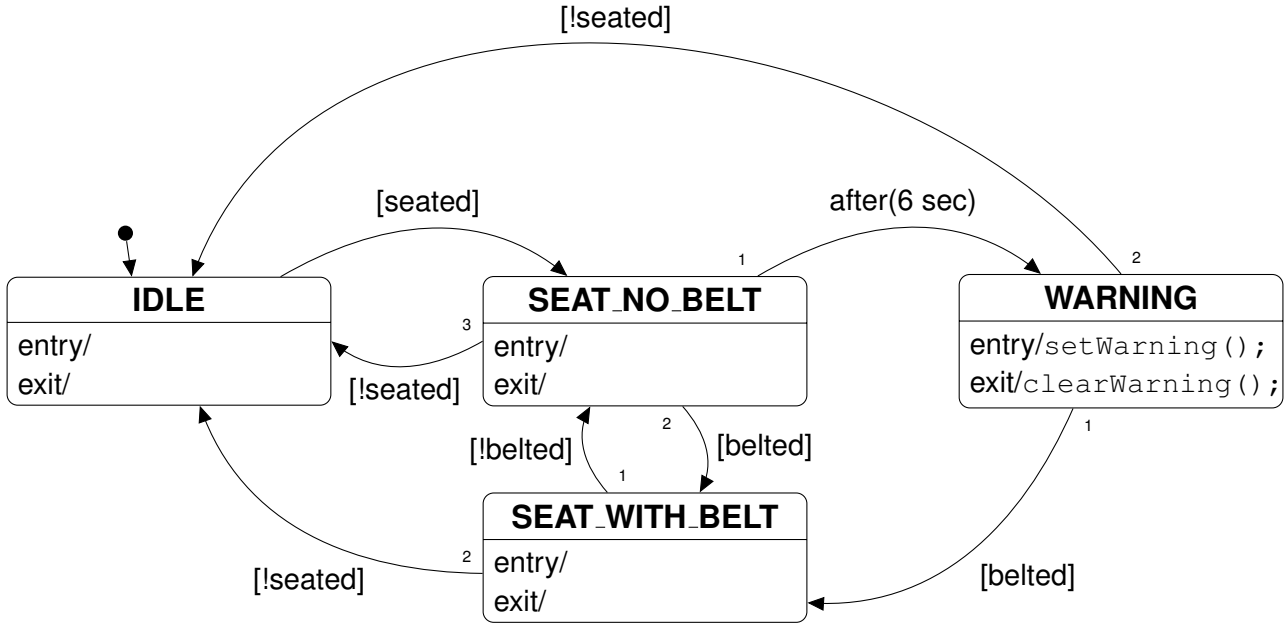 [!seated]
[seated]
after(6 sec)
1
2
IDLE
entry/
exit/
SEAT_NO_BELT
entry/
exit/
WARNING
entry/setWarning();
exit/clearWarning();
3
[!seated]
2
1
[!belted]
[belted]
1
SEAT_WITH_BELT
entry/
exit/
2
[!seated]
[belted]